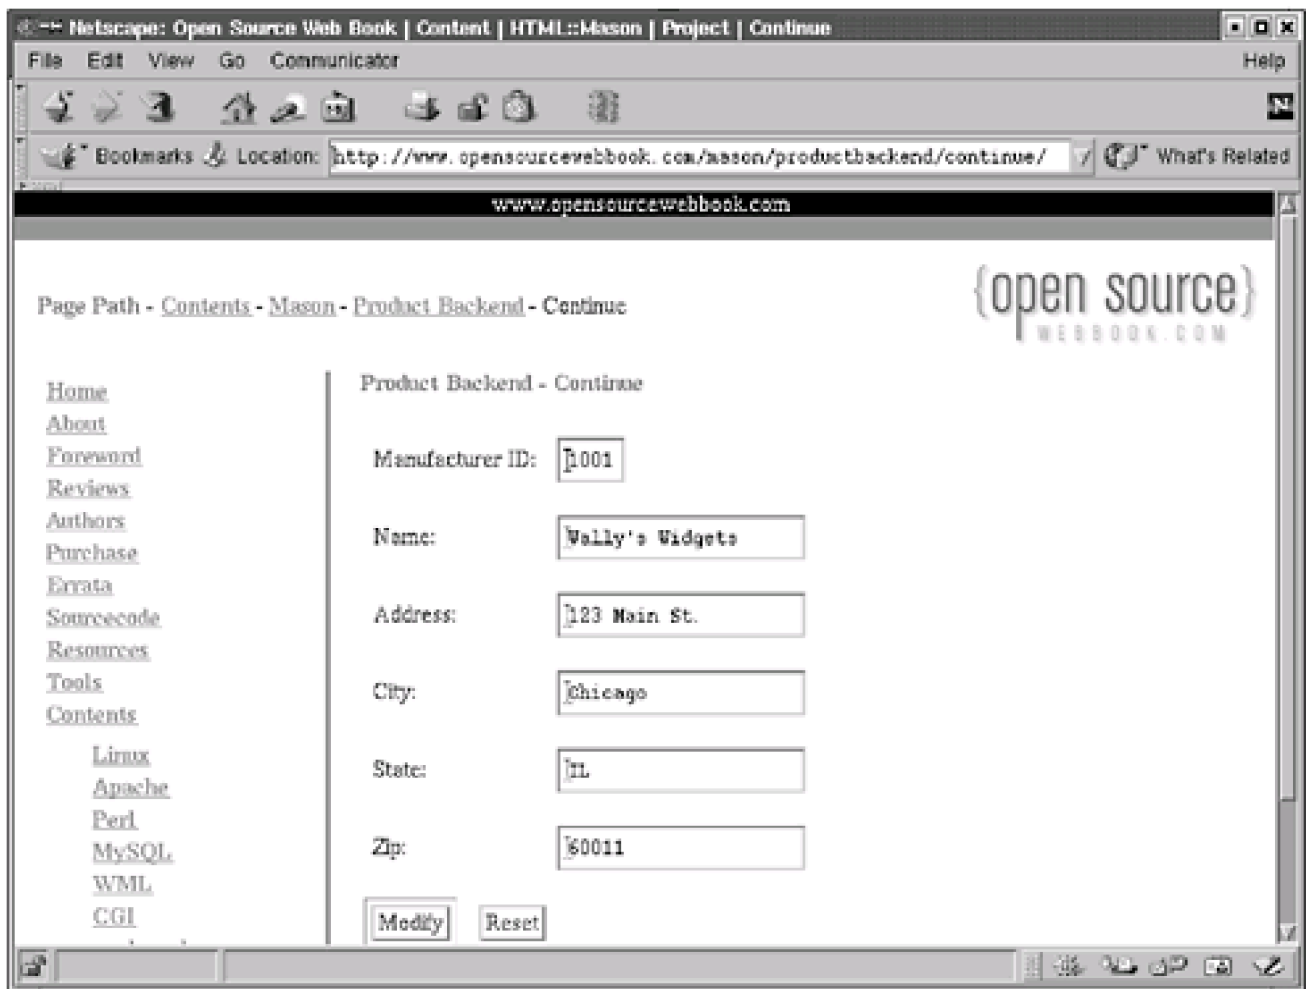 Netscape: Open Source Web Book | Content | HTML::Mason | Project | Continue
File Edit View Go Communicator Help
Bookmarks Location: http://www.opensourcewebbook.com/mason/productbackend/continue/ What's Related
www.opensourcewebbook.com
{open source}
WEBBOOK.COM
Page Path - Contents - Mason - Product Backend - Continue
Home
About
Foreword
Reviews
Authors
Purchase
Errata
Sourcecode
Resources
Tools
Contents
Linux
Apache
Perl
MySQL
WML
CGI
Product Backend - Continue
Manufacturer ID: 1001
Name: Wally's Widgets
Address: 123 Main St.
City: Chicago
State: IL
Zip: 60011
Modify Reset